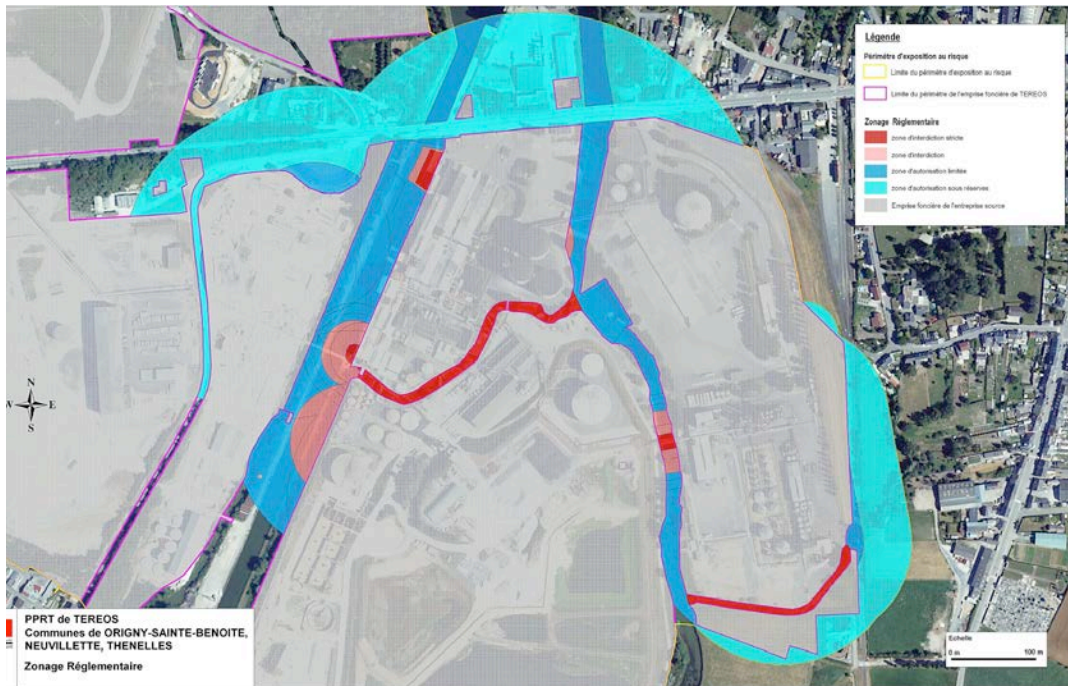 Légende
Périmètre d'exposition au risque
Limite du périmètre d'exposition au risque
Limite du périmètre de l'emprise foncière de TEREOS
Zonage Réglementaire
zone d'interdiction stricte
zone d'interdiction
zone d'autorisation limitée
zone d'autorisation sous réserves
Emprise foncière de l'entreprise source
N
W
E
S
PPRT de TEREOS
Communes de ORIGNY-SAINTE-BENOITE,
NEUVILLETTE, THENELLES
Zonage Réglementaire
Echelle
0 m 100 m